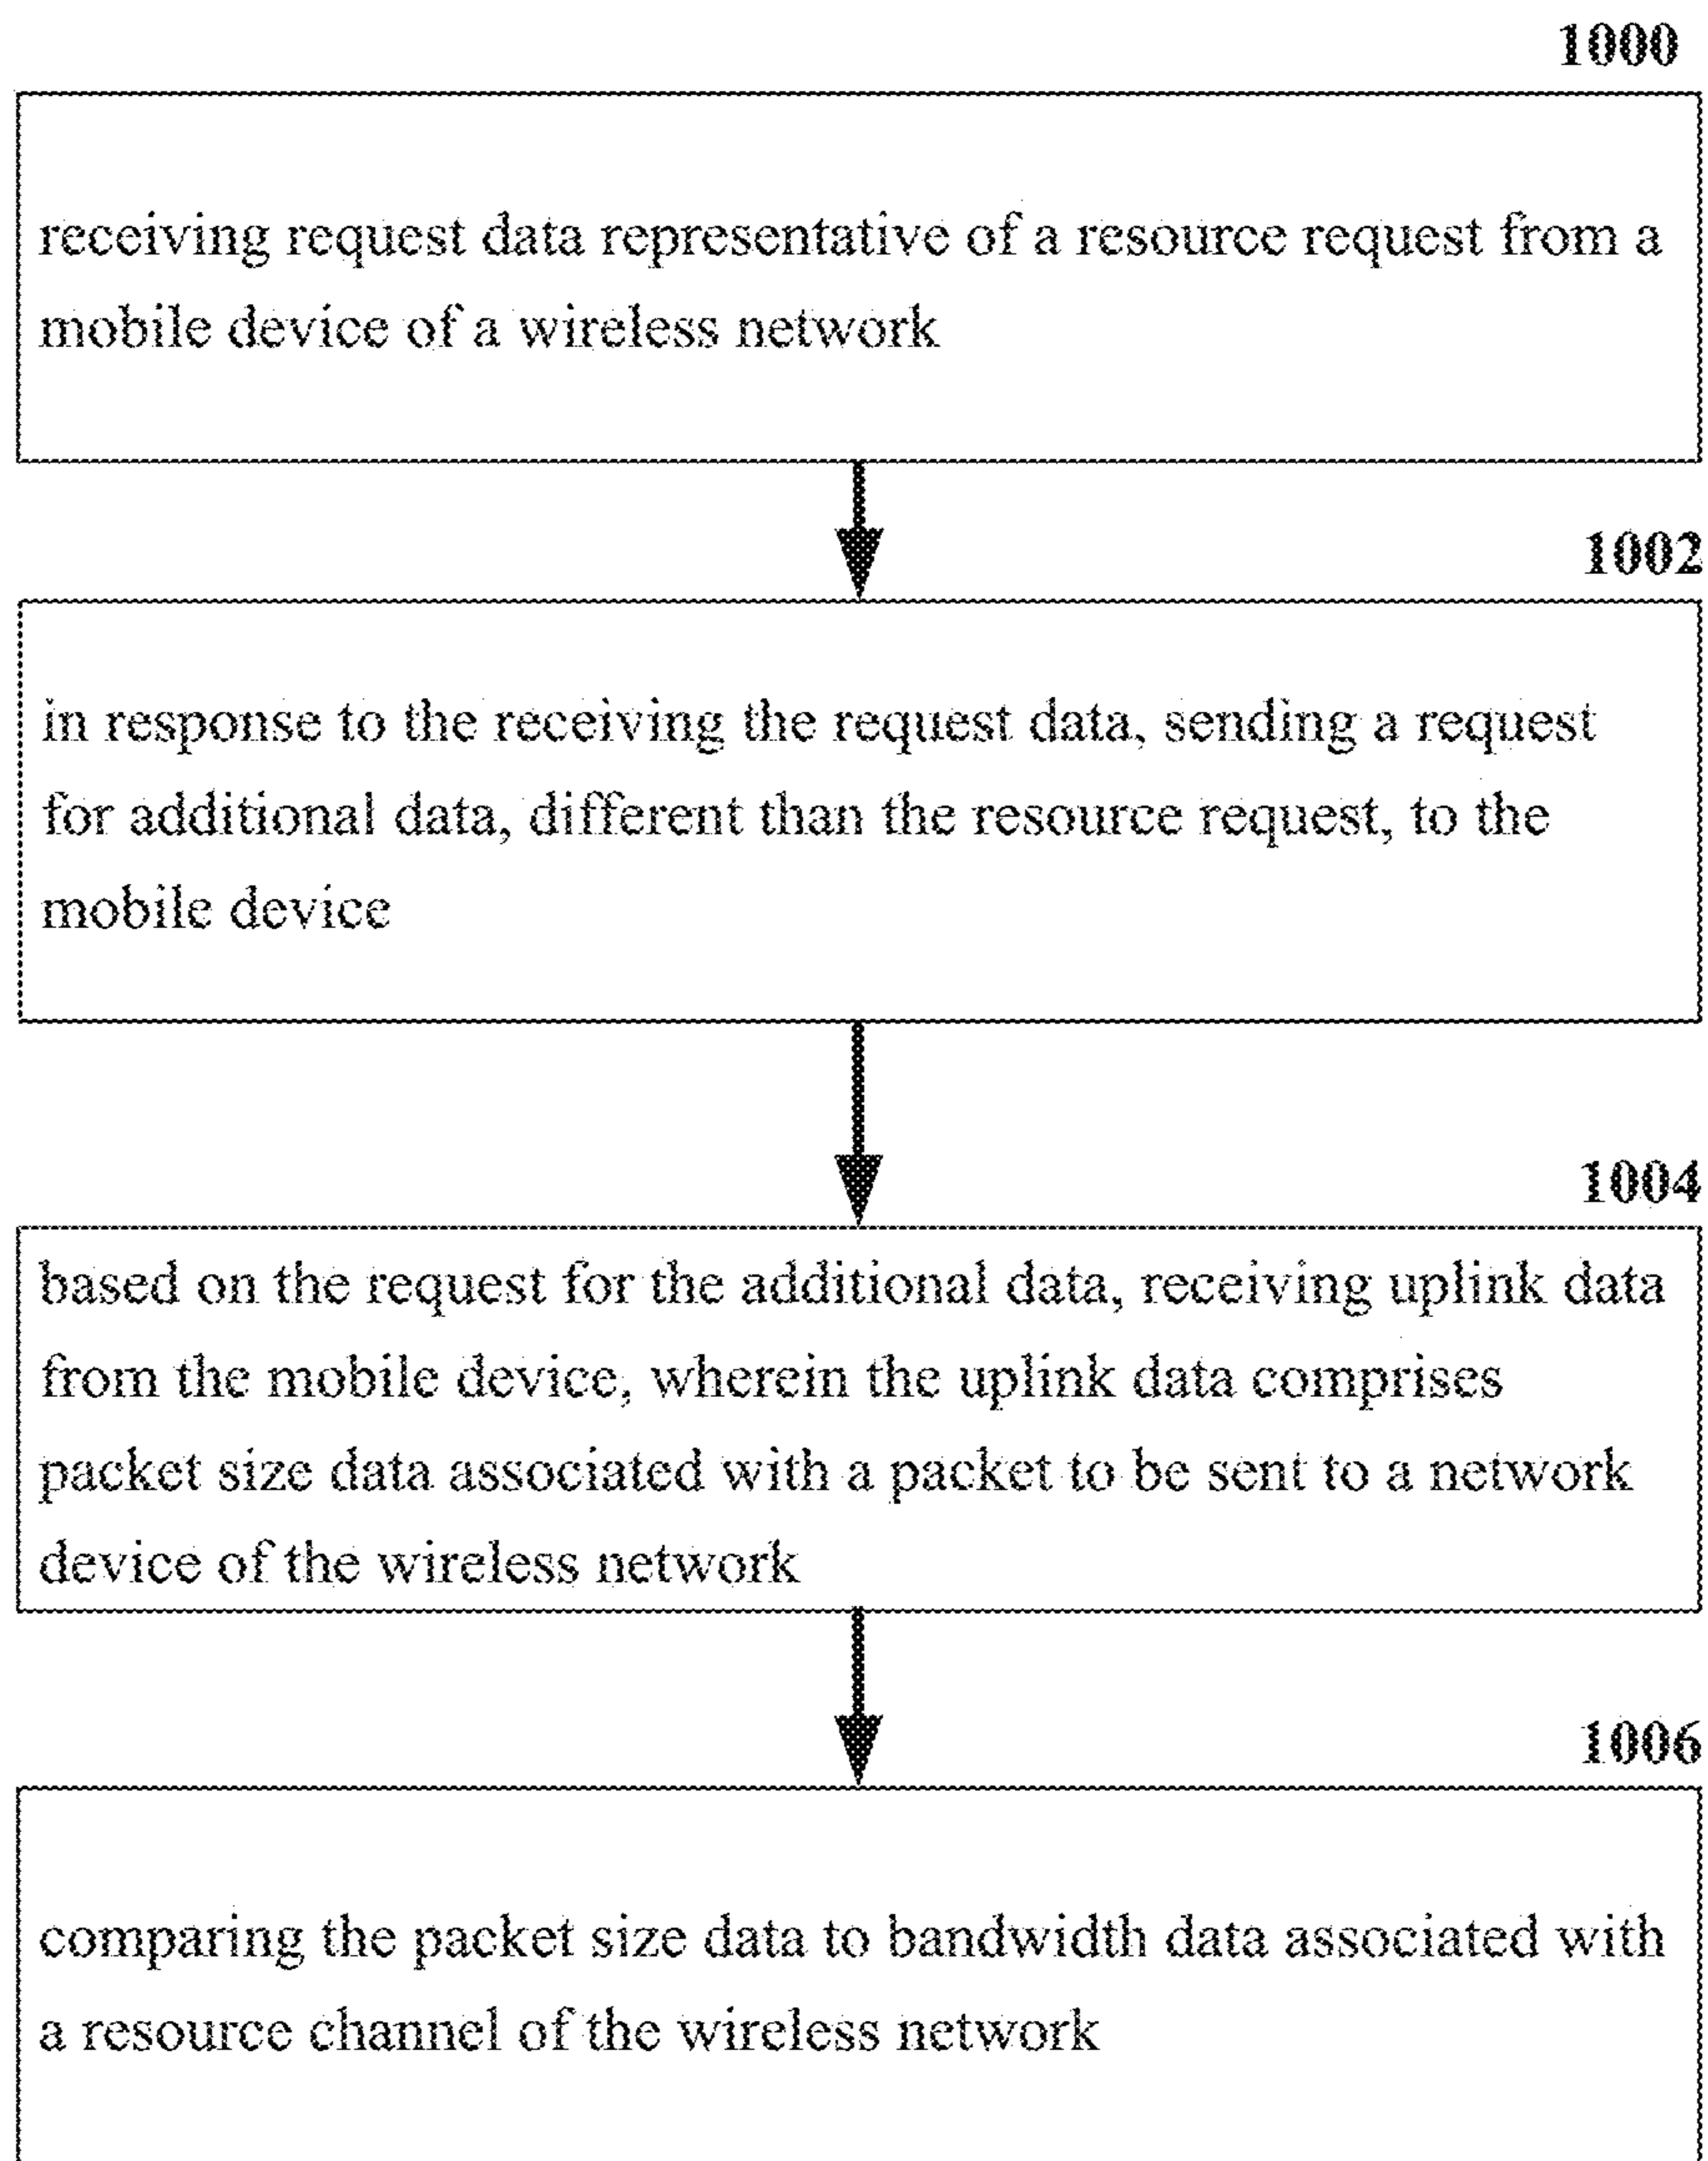 1000
receiving request data representative of a resource request from a
mobile device of a wireless network
1002
in response to the receiving the request data, sending a request
for additional data, different than the resource request, to the
mobile device
1004
based on the request for the additional data, receiving uplink data
from the mobile device, wherein the uplink data comprises
packet size data associated with a packet to be sent to a network
device of the wireless network
1006
comparing the packet size data to bandwidth data associated with
a resource channel of the wireless network